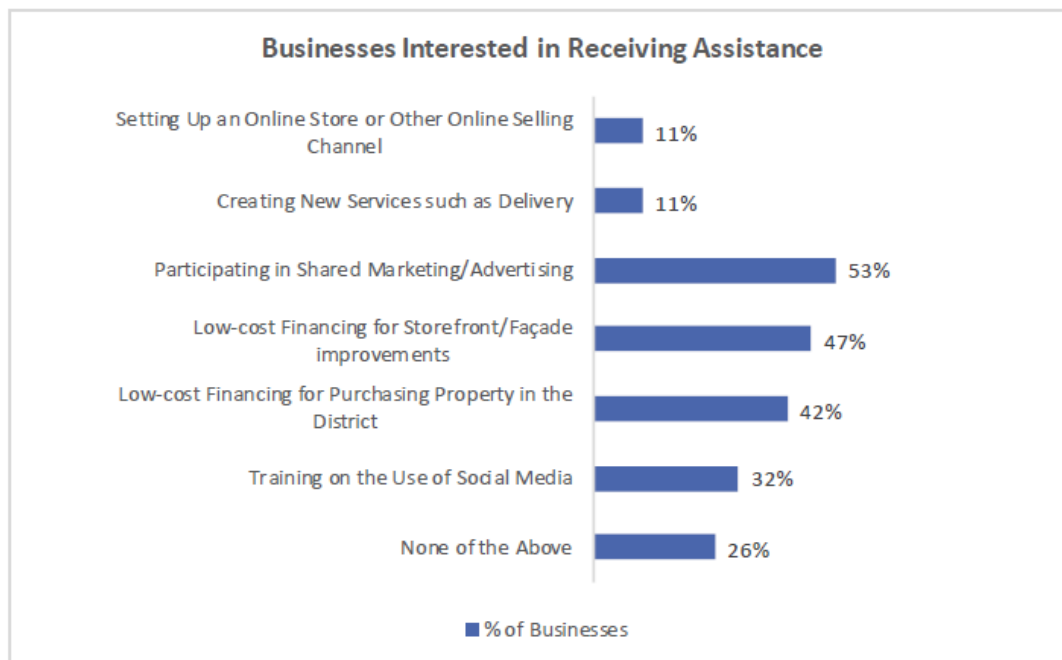 Businesses Interested in Receiving Assistance
Setting Up an Online Store or Other Online Selling
Channel
11%
Creating New Services such as Delivery
11%
Participating in Shared Marketing/Advertising
53%
Low-cost Financing for Storefront/Façade
improvements
47%
Low-cost Financing for Purchasing Property in the
District
42%
Training on the Use of Social Media
32%
None of the Above
26%
% of Businesses